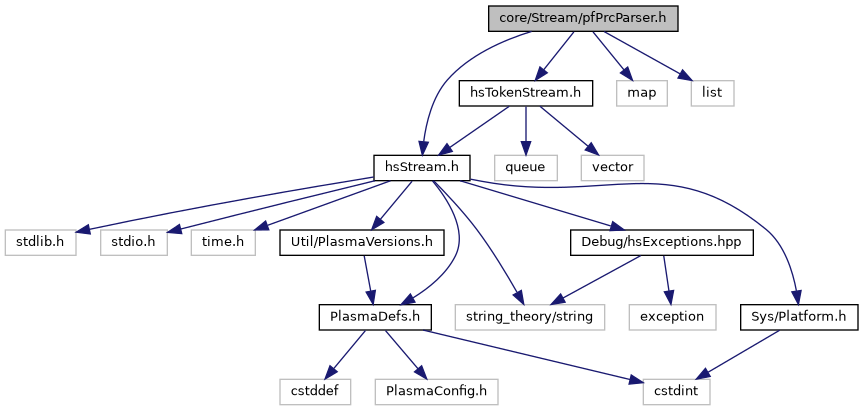 core/Stream/pfPrcParser.h
hsTokenStream.h
map
list
hsStream.h
queue
vector
stdlib.h
stdio.h
time.h
Util/PlasmaVersions.h
Debug/hsExceptions.hpp
PlasmaDefs.h
string_theory/string
exception
Sys/Platform.h
cstddef
PlasmaConfig.h
cstdint